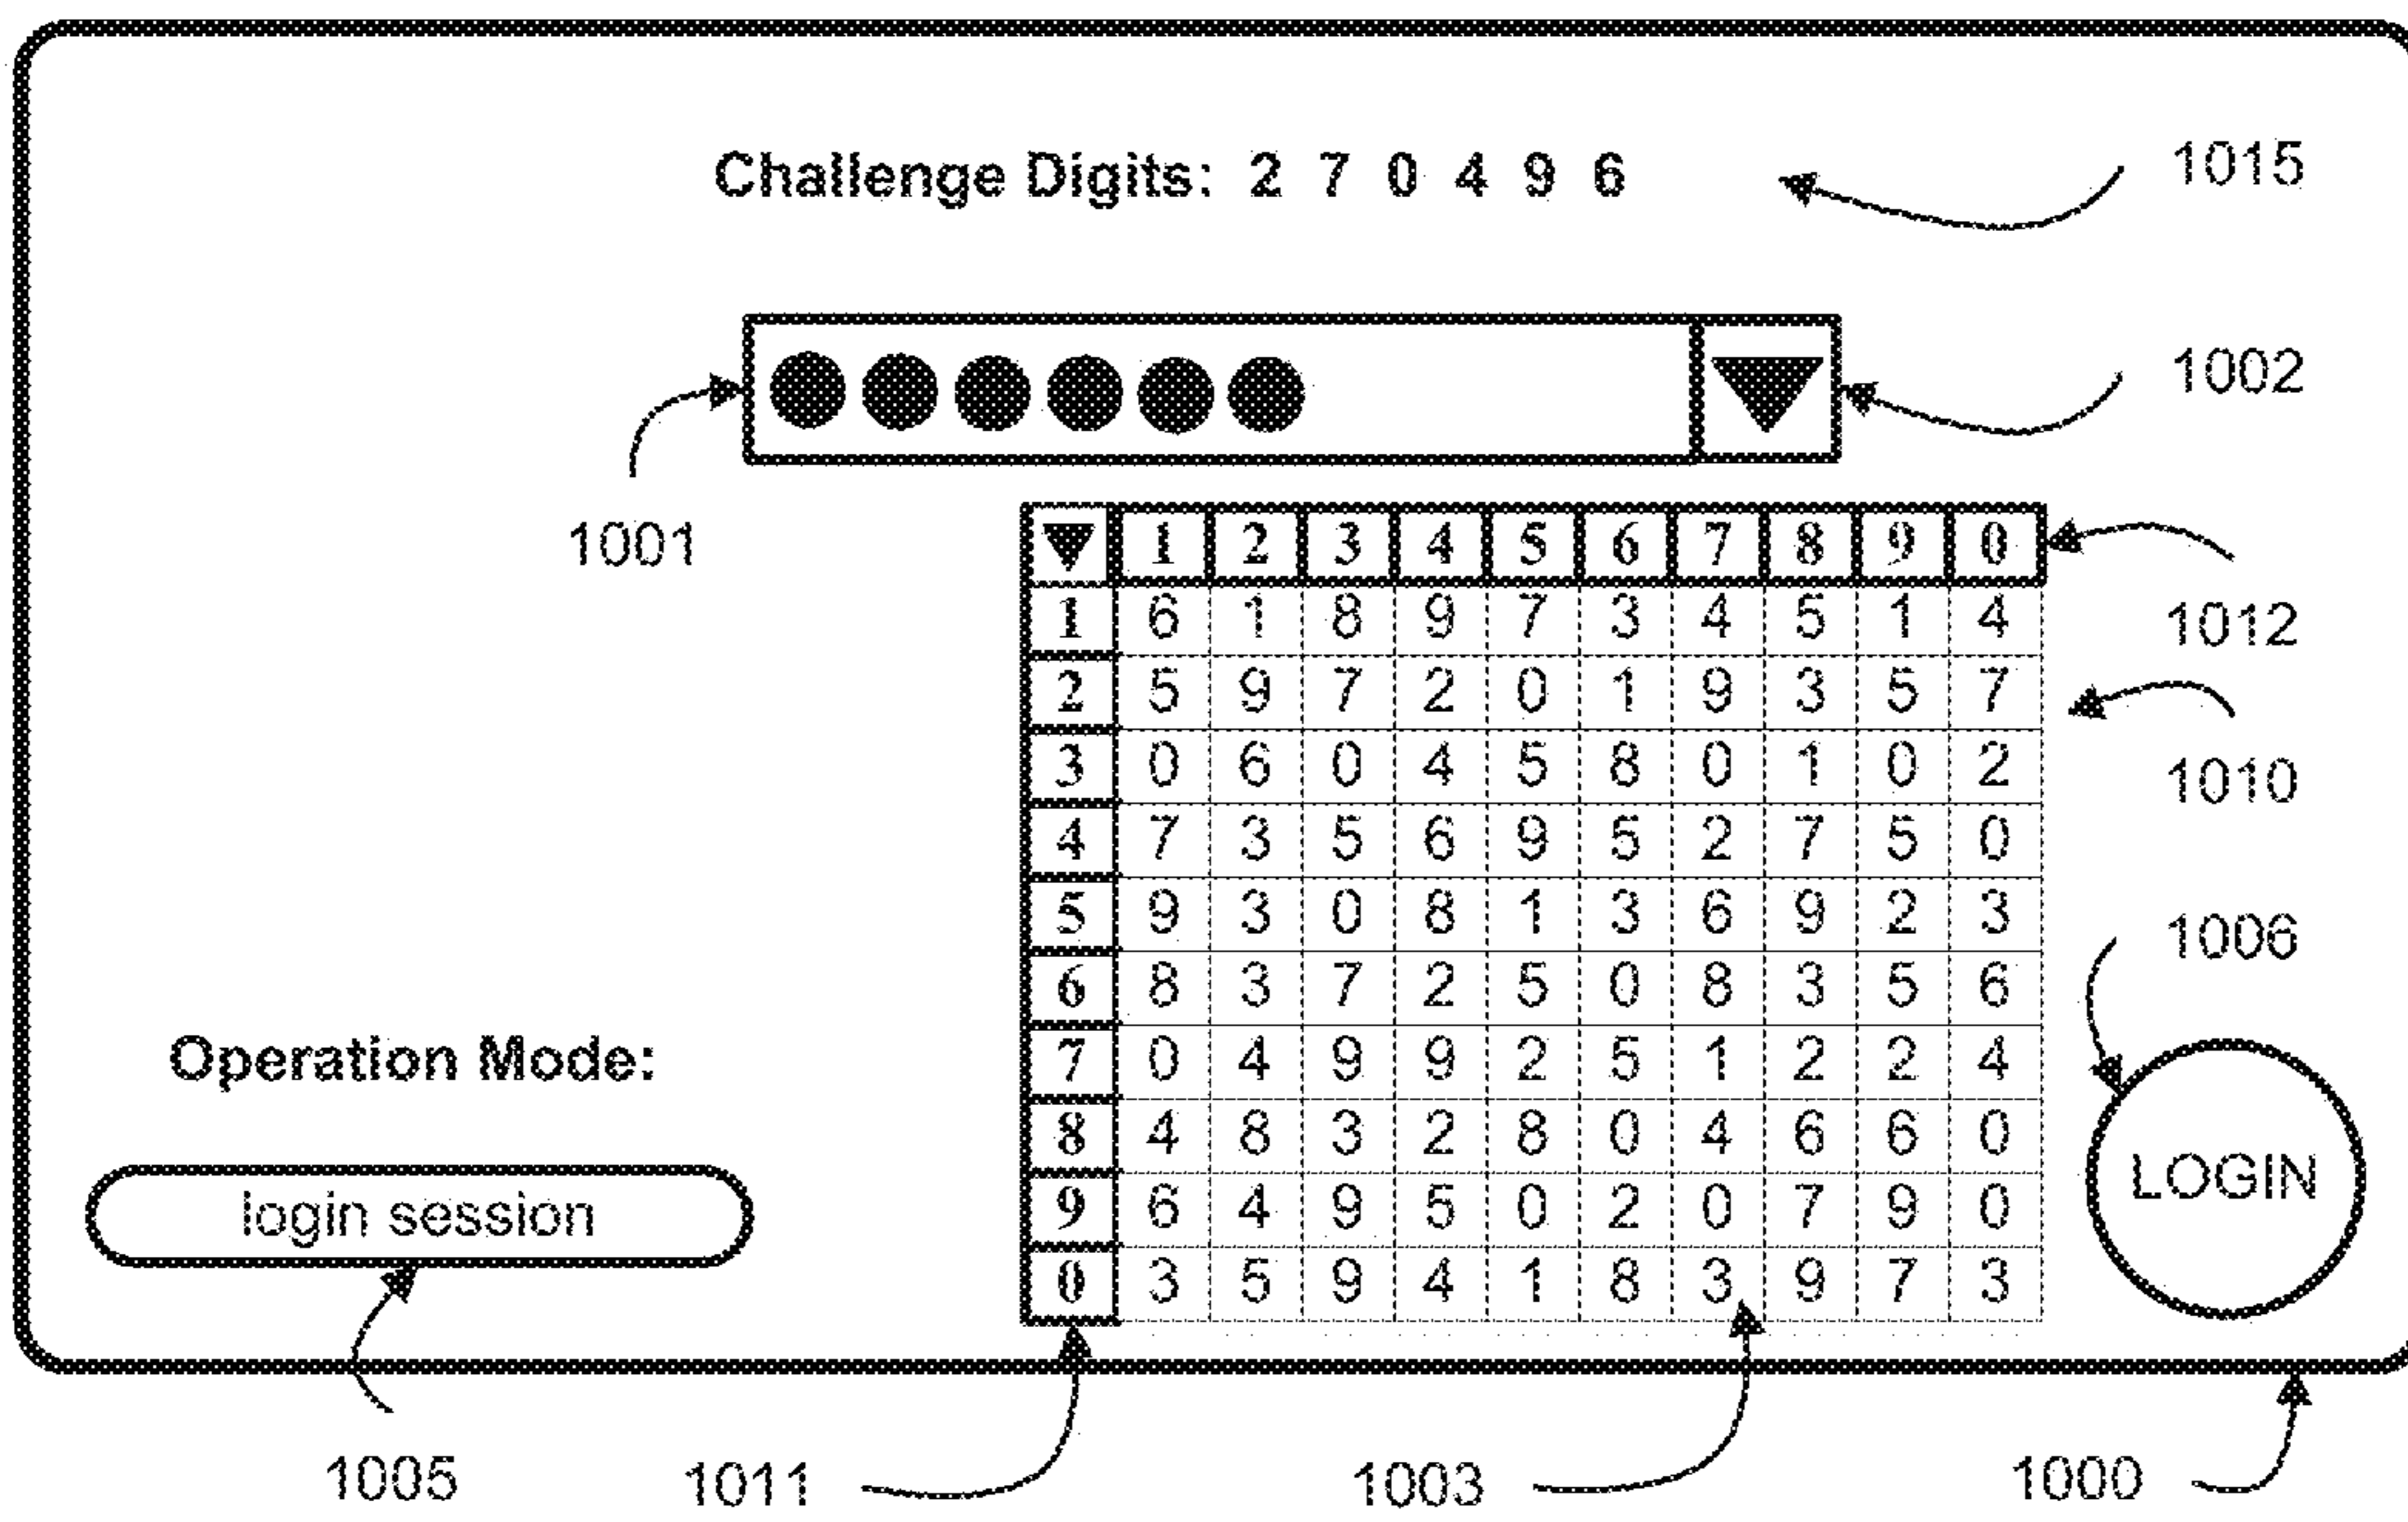 Challenge Digits: 2 7 0 4 9 6
1015
1002
1001
1 2 3 4 5 6 7 8 9 0
1 6 1 8 9 7 3 4 5 1 4
1012
2 5 9 7 2 0 1 9 3 5 7
3 0 6 0 4 5 8 0 1 0 2
1010
4 7 3 5 6 9 5 2 7 5 0
5 9 3 0 8 1 3 6 9 2 3
1006
6 8 3 7 2 5 0 8 3 5 6
Operation Mode:
7 0 4 9 9 2 5 1 2 2 4
8 4 8 3 2 8 0 4 6 6 0
LOGIN
login session
9 6 4 9 5 0 2 0 7 9 0
0 3 5 9 4 1 8 3 9 7 3
1005
1011
1003
1000